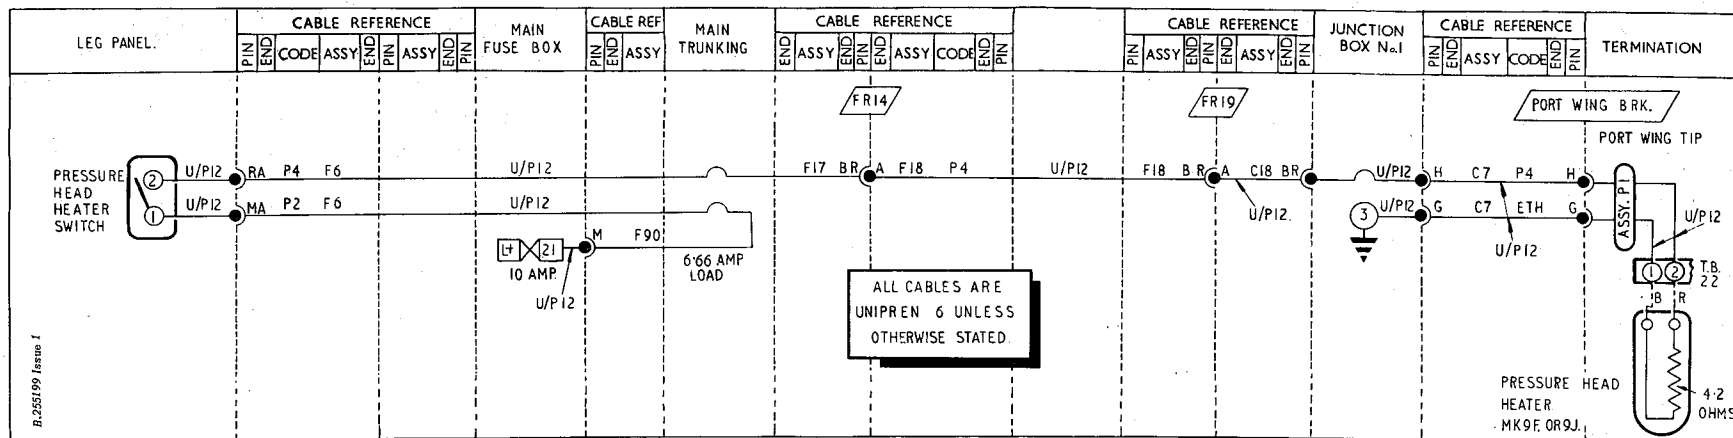 LEG PANEL.
CABLE REFERENCE
PIN END CODE ASSY END PIN ASSY END PIN
MAIN
FUSE BOX
CABLE REF
PIN END ASSY
MAIN
TRUNKING
CABLE REFERENCE
END ASSY END PIN END ASSY CODE END PIN
CABLE REFERENCE
PIN ASSY END PIN END ASSY END PIN
JUNCTION
BOX No.1
CABLE REFERENCE
PIN END ASSY CODE END PIN
TERMINATION
FR14
FR19
PORT WING BRK.
PORT WING TIP
PRESSURE
HEAD
HEATER
SWITCH
2 U/P12 RA P4 F6 U/P12 F17 BR A F18 P4 U/P12 F18 BR A C18 BR U/P12 H C7 P4 H
1 U/P12 MA P2 F6 U/P12 U/P12. 3 U/P12 G C7 ETH G
ASSY. P1
U/P12
U/P12
L+ 21 M F90
10 AMP.
U/P12
6·66 AMP
LOAD
ALL CABLES ARE
UNIPREN 6 UNLESS
OTHERWISE STATED.
1 2 T.B.
22
B R
PRESSURE HEAD
HEATER
MK9F. OR9J.
4·2
OHMS
B.255199 Issue 1